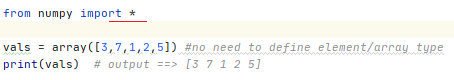 from numpy import *
vals = array([3,7,1,2,5]) #no need to define element/array type
print(vals)  # output ==> [3 7 1 2 5]